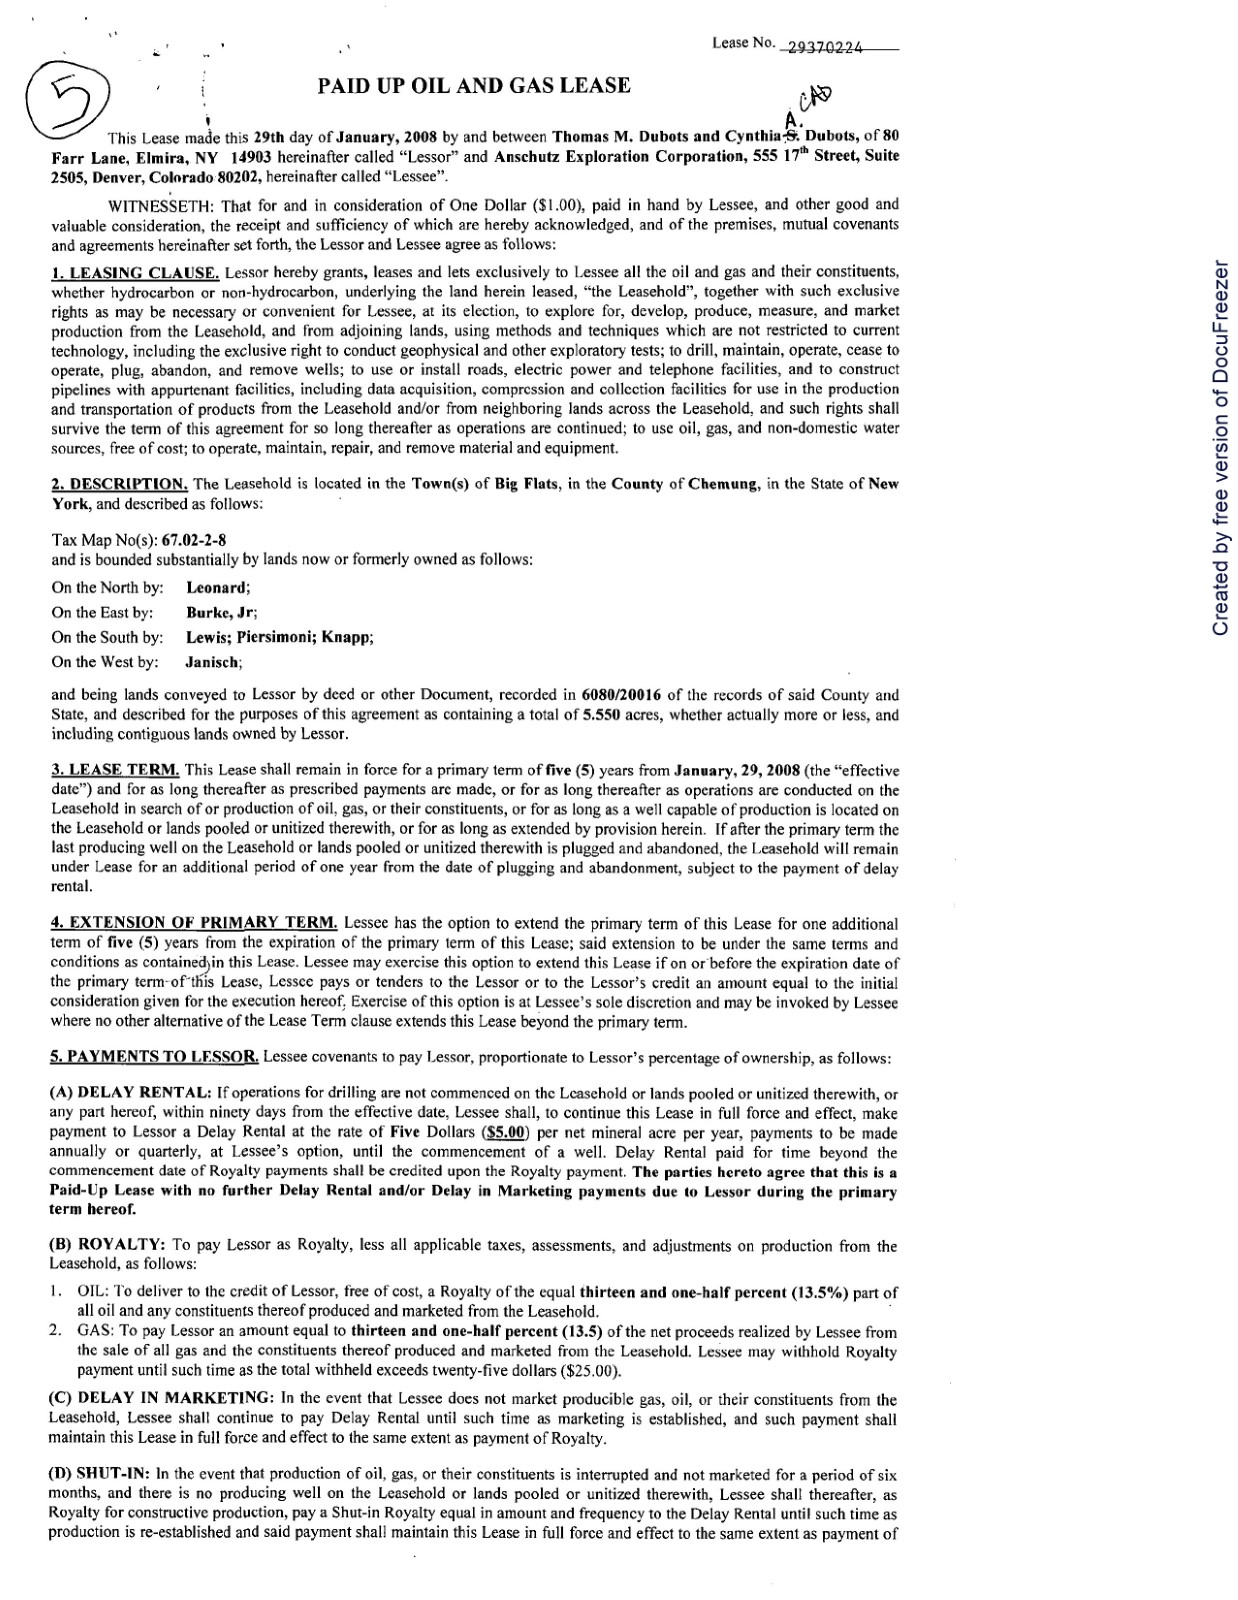 Lease No. 29370224
5
PAID UP OIL AND GAS LEASE
CAD
A.
This Lease made this 29th day of January, 2008 by and between Thomas M. Dubots and Cynthia S. Dubots, of 80
Farr Lane, Elmira, NY 14903 hereinafter called “Lessor” and Anschutz Exploration Corporation, 555 17th Street, Suite
2505, Denver, Colorado 80202, hereinafter called “Lessee”.
WITNESSETH: That for and in consideration of One Dollar ($1.00), paid in hand by Lessee, and other good and
valuable consideration, the receipt and sufficiency of which are hereby acknowledged, and of the premises, mutual covenants
and agreements hereinafter set forth, the Lessor and Lessee agree as follows:
1. LEASING CLAUSE. Lessor hereby grants, leases and lets exclusively to Lessee all the oil and gas and their constituents,
whether hydrocarbon or non-hydrocarbon, underlying the land herein leased, “the Leasehold”, together with such exclusive
rights as may be necessary or convenient for Lessee, at its election, to explore for, develop, produce, measure, and market
production from the Leasehold, and from adjoining lands, using methods and techniques which are not restricted to current
technology, including the exclusive right to conduct geophysical and other exploratory tests; to drill, maintain, operate, cease to
operate, plug, abandon, and remove wells; to use or install roads, electric power and telephone facilities, and to construct
pipelines with appurtenant facilities, including data acquisition, compression and collection facilities for use in the production
and transportation of products from the Leasehold and/or from neighboring lands across the Leasehold, and such rights shall
survive the term of this agreement for so long thereafter as operations are continued; to use oil, gas, and non-domestic water
sources, free of cost; to operate, maintain, repair, and remove material and equipment.
2. DESCRIPTION. The Leasehold is located in the Town(s) of Big Flats, in the County of Chemung, in the State of New
York, and described as follows:
Tax Map No(s): 67.02-2-8
and is bounded substantially by lands now or formerly owned as follows:
On the North by: Leonard;
On the East by: Burke, Jr;
On the South by: Lewis; Piersimoni; Knapp;
On the West by: Janisch;
and being lands conveyed to Lessor by deed or other Document, recorded in 6080/20016 of the records of said County and
State, and described for the purposes of this agreement as containing a total of 5.550 acres, whether actually more or less, and
including contiguous lands owned by Lessor.
3. LEASE TERM. This Lease shall remain in force for a primary term of five (5) years from January, 29, 2008 (the “effective
date”) and for as long thereafter as prescribed payments are made, or for as long thereafter as operations are conducted on the
Leasehold in search of or production of oil, gas, or their constituents, or for as long as a well capable of production is located on
the Leasehold or lands pooled or unitized therewith, or for as long as extended by provision herein. If after the primary term the
last producing well on the Leasehold or lands pooled or unitized therewith is plugged and abandoned, the Leasehold will remain
under Lease for an additional period of one year from the date of plugging and abandonment, subject to the payment of delay
rental.
4. EXTENSION OF PRIMARY TERM. Lessee has the option to extend the primary term of this Lease for one additional
term of five (5) years from the expiration of the primary term of this Lease; said extension to be under the same terms and
conditions as contained in this Lease. Lessee may exercise this option to extend this Lease if on or before the expiration date of
the primary term of this Lease, Lessee pays or tenders to the Lessor or to the Lessor’s credit an amount equal to the initial
consideration given for the execution hereof. Exercise of this option is at Lessee’s sole discretion and may be invoked by Lessee
where no other alternative of the Lease Term clause extends this Lease beyond the primary term.
5. PAYMENTS TO LESSOR. Lessee covenants to pay Lessor, proportionate to Lessor’s percentage of ownership, as follows:
(A) DELAY RENTAL: If operations for drilling are not commenced on the Leasehold or lands pooled or unitized therewith, or
any part hereof, within ninety days from the effective date, Lessee shall, to continue this Lease in full force and effect, make
payment to Lessor a Delay Rental at the rate of Five Dollars ($5.00) per net mineral acre per year, payments to be made
annually or quarterly, at Lessee’s option, until the commencement of a well. Delay Rental paid for time beyond the
commencement date of Royalty payments shall be credited upon the Royalty payment. The parties hereto agree that this is a
Paid-Up Lease with no further Delay Rental and/or Delay in Marketing payments due to Lessor during the primary
term hereof.
(B) ROYALTY: To pay Lessor as Royalty, less all applicable taxes, assessments, and adjustments on production from the
Leasehold, as follows:
1. OIL: To deliver to the credit of Lessor, free of cost, a Royalty of the equal thirteen and one-half percent (13.5%) part of
all oil and any constituents thereof produced and marketed from the Leasehold.
2. GAS: To pay Lessor an amount equal to thirteen and one-half percent (13.5) of the net proceeds realized by Lessee from
the sale of all gas and the constituents thereof produced and marketed from the Leasehold. Lessee may withhold Royalty
payment until such time as the total withheld exceeds twenty-five dollars ($25.00).
(C) DELAY IN MARKETING: In the event that Lessee does not market producible gas, oil, or their constituents from the
Leasehold, Lessee shall continue to pay Delay Rental until such time as marketing is established, and such payment shall
maintain this Lease in full force and effect to the same extent as payment of Royalty.
(D) SHUT-IN: In the event that production of oil, gas, or their constituents is interrupted and not marketed for a period of six
months, and there is no producing well on the Leasehold or lands pooled or unitized therewith, Lessee shall thereafter, as
Royalty for constructive production, pay a Shut-in Royalty equal in amount and frequency to the Delay Rental until such time as
production is re-established and said payment shall maintain this Lease in full force and effect to the same extent as payment of
Created by free version of DocuFreezer